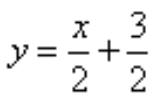 y = x/2 + 3/2